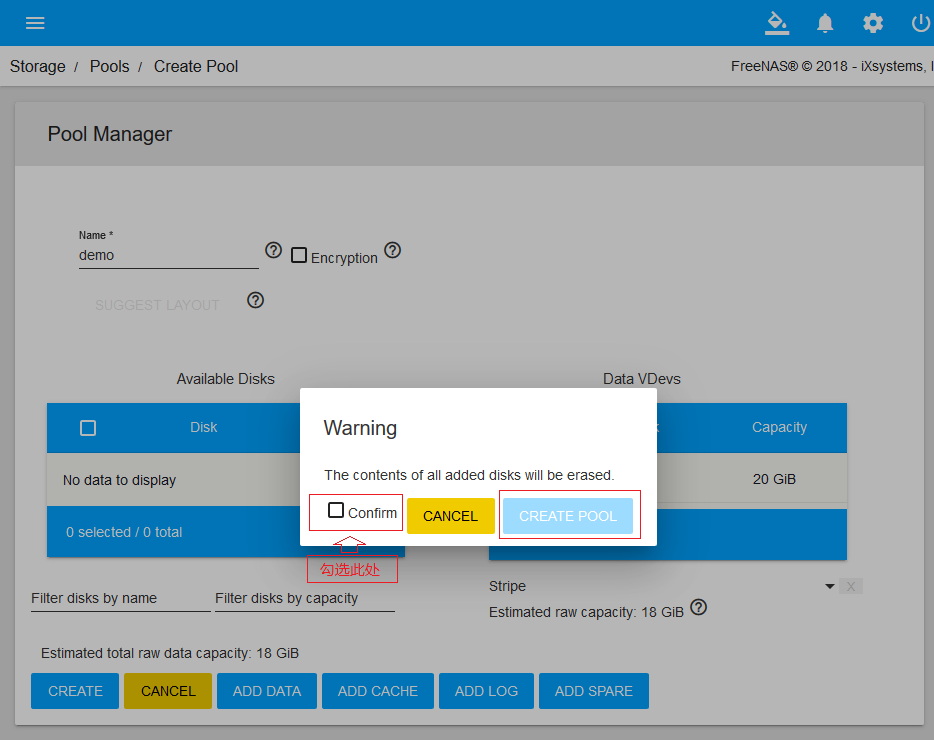 Storage / Pools / Create Pool
FreeNAS® © 2018 - iXsystems,
Pool Manager
Name *
demo
Encryption
SUGGEST LAYOUT
Available Disks
Data VDevs
Disk
Capacity
No data to display
20 GiB
0 selected / 0 total
Warning
The contents of all added disks will be erased.
Confirm
CANCEL
CREATE POOL
勾选此处
Filter disks by name
Filter disks by capacity
Stripe
X
Estimated raw capacity: 18 GiB
Estimated total raw data capacity: 18 GiB
CREATE
CANCEL
ADD DATA
ADD CACHE
ADD LOG
ADD SPARE